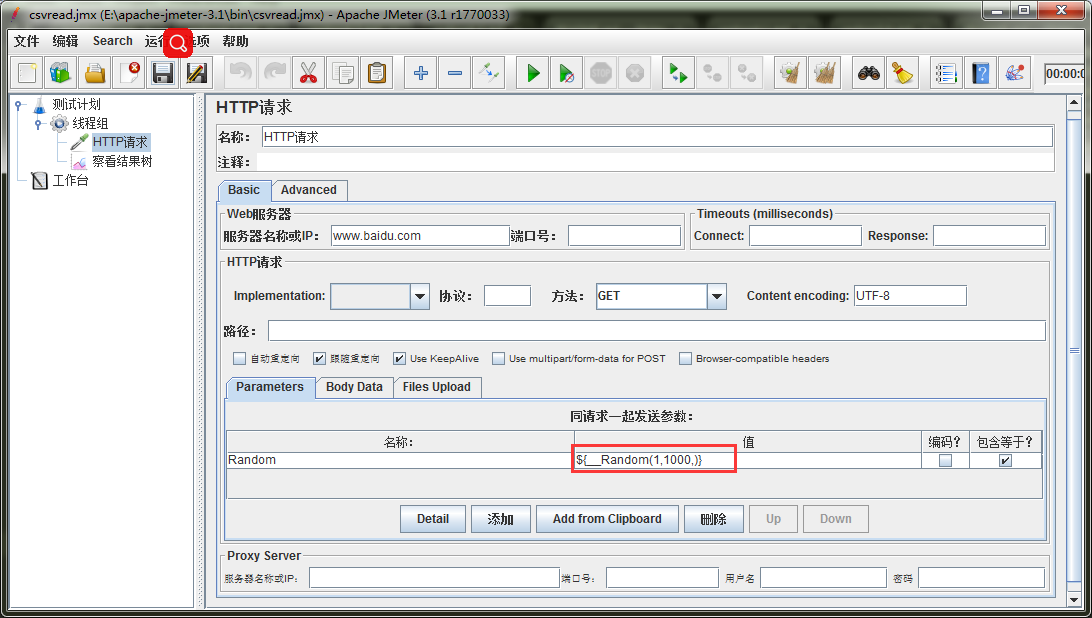 csvread.jmx (E:\apache-jmeter-3.1\bin\csvread.jmx) - Apache JMeter (3.1 r1770033)
文件 编辑 Search 运行 选项 帮助
00:00:0
测试计划
线程组
HTTP请求
察看结果树
工作台
HTTP请求
名称： HTTP请求
注释：
Basic Advanced
Web服务器 Timeouts (milliseconds)
服务器名称或IP： www.baidu.com 端口号： Connect: Response:
HTTP请求
Implementation: 协议： 方法： GET Content encoding: UTF-8
路径：
自动重定向 跟随重定向 Use KeepAlive Use multipart/form-data for POST Browser-compatible headers
Parameters Body Data Files Upload
同请求一起发送参数：
名称： 值 编码？ 包含等于？
Random ${__Random(1,1000,)}
Detail 添加 Add from Clipboard 删除 Up Down
Proxy Server
服务器名称或IP： 端口号： 用户名 密码